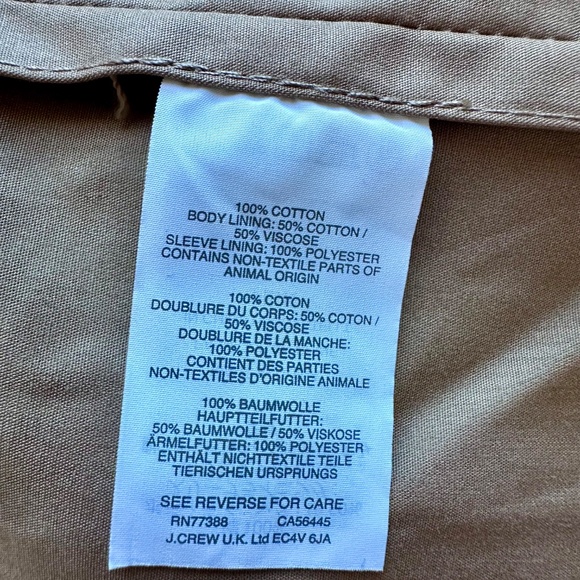 100% COTTON
BODY LINING: 50% COTTON /
50% VISCOSE
SLEEVE LINING: 100% POLYESTER
CONTAINS NON-TEXTILE PARTS OF
ANIMAL ORIGIN
100% COTON
DOUBLURE DU CORPS: 50% COTON /
50% VISCOSE
DOUBLURE DE LA MANCHE:
100% POLYESTER
CONTIENT DES PARTIES
NON-TEXTILES D'ORIGINE ANIMALE
100% BAUMWOLLE
HAUPTTEILFUTTER:
50% BAUMWOLLE / 50% VISKOSE
ÄRMELFUTTER: 100% POLYESTER
ENTHÄLT NICHTTEXTILE TEILE
TIERISCHEN URSPRUNGS
SEE REVERSE FOR CARE
RN77388 CA56445
J.CREW U.K. Ltd EC4V 6JA